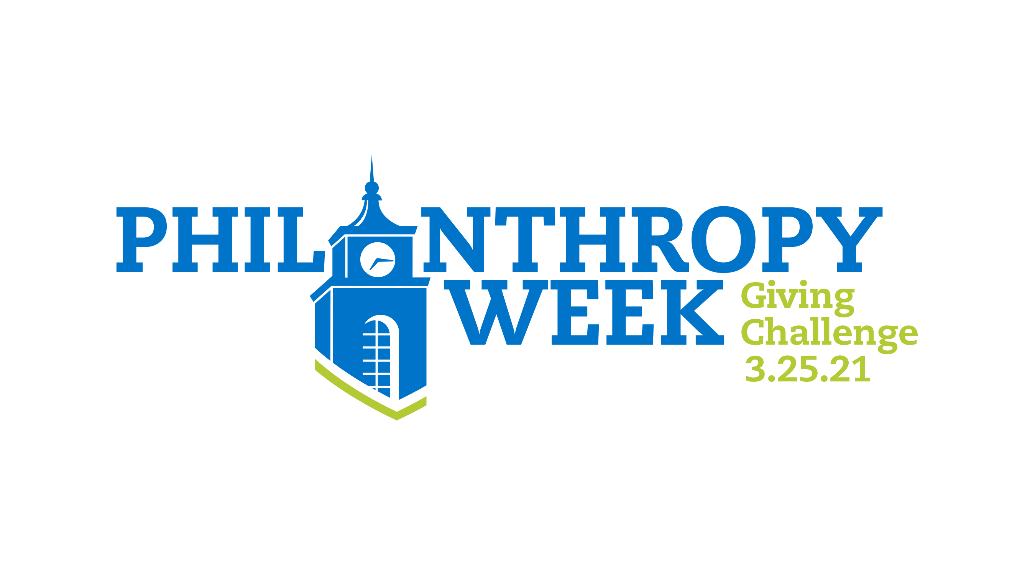 PHILANTHROPY
WEEK
Giving
Challenge
3.25.21